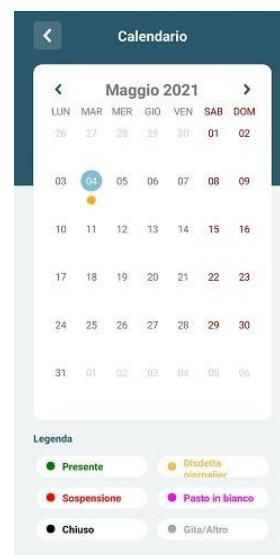 Calendario
Maggio 2021
LUN MAR MER GIO VEN SAB DOM
26 27 28 29 30 01 02
03 04 05 06 07 08 09
10 11 12 13 14 15 16
17 18 19 20 21 22 23
24 25 26 27 28 29 30
31 01 02 03 04 05 06
Legenda
Presente
Disdetta
giornalier
Sospensione
Pasto in bianco
Chiuso
Gita/Altro